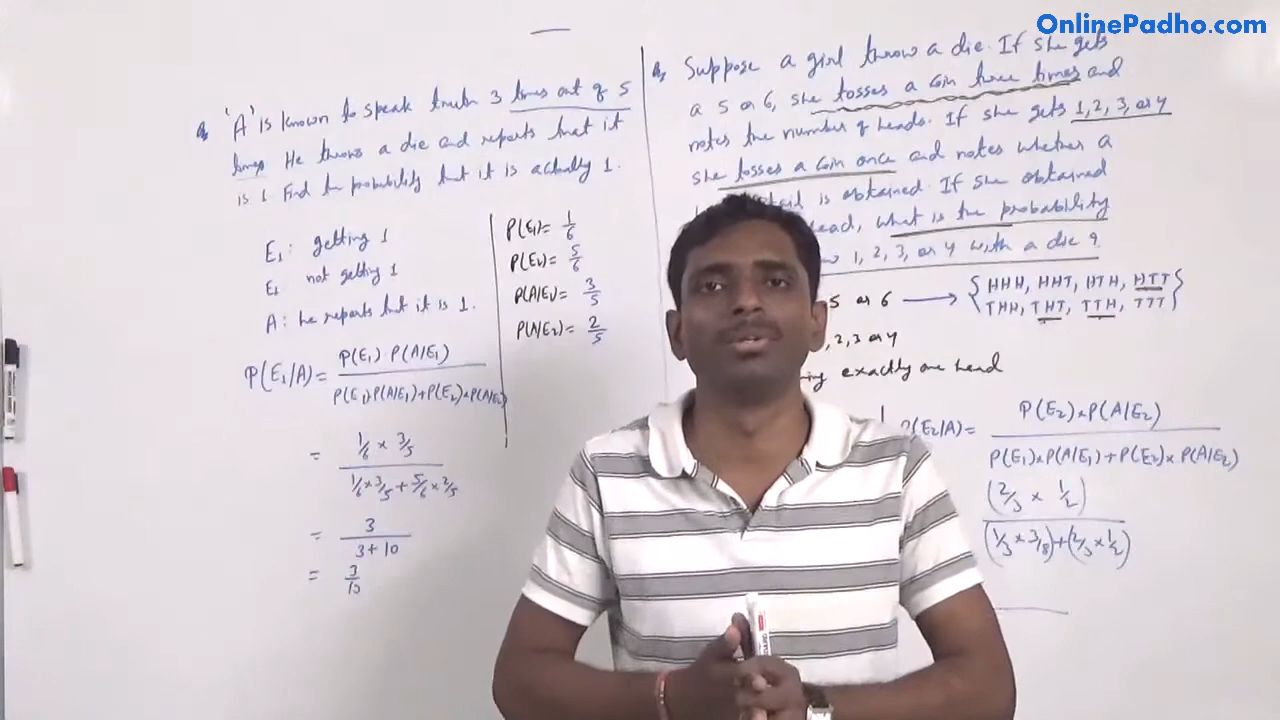 OnlinePadho.com
Q 'A' is known to speak truth 3 times out of 5
times. He throws a die and reports that it
is 1. Find the probability that it is actually 1.
E₁: getting 1
E₂ not getting 1
A: he reports that it is 1.
P(E₁/A) = P(E₁) · P(A/E₁)
P(E₁)·P(A/E₁)+P(E₂)×P(A/E₂)
= 1/6 × 3/5
1/6 × 3/5 + 5/6 × 2/5
= 3
3+10
= 3/10
P(E₁)= 1/6
P(E₂)= 5/6
P(A/E₁)= 3/5
P(A/E₂)= 2/5
Q, Suppose a girl throw a die. If she gets
a 5 or 6, she tosses a coin three times and
notes the number of heads. If she gets 1,2,3, or 4
she tosses a coin once and notes whether a
tail is obtained. If she obtained
head, what is the probability
1, 2, 3, or 4 with a die ?
5 or 6 → {HHH, HHT, HTH, HTT
THH, THT, TTH, TTT}
2,3 or 4
exactly one head
P(E₂/A)= P(E₂)×P(A/E₂)
P(E₁)×P(A/E₁)+P(E₂)×P(A/E₂)
(2/3 × 1/2)
(1/3 × 3/8)+(2/3 × 1/2)